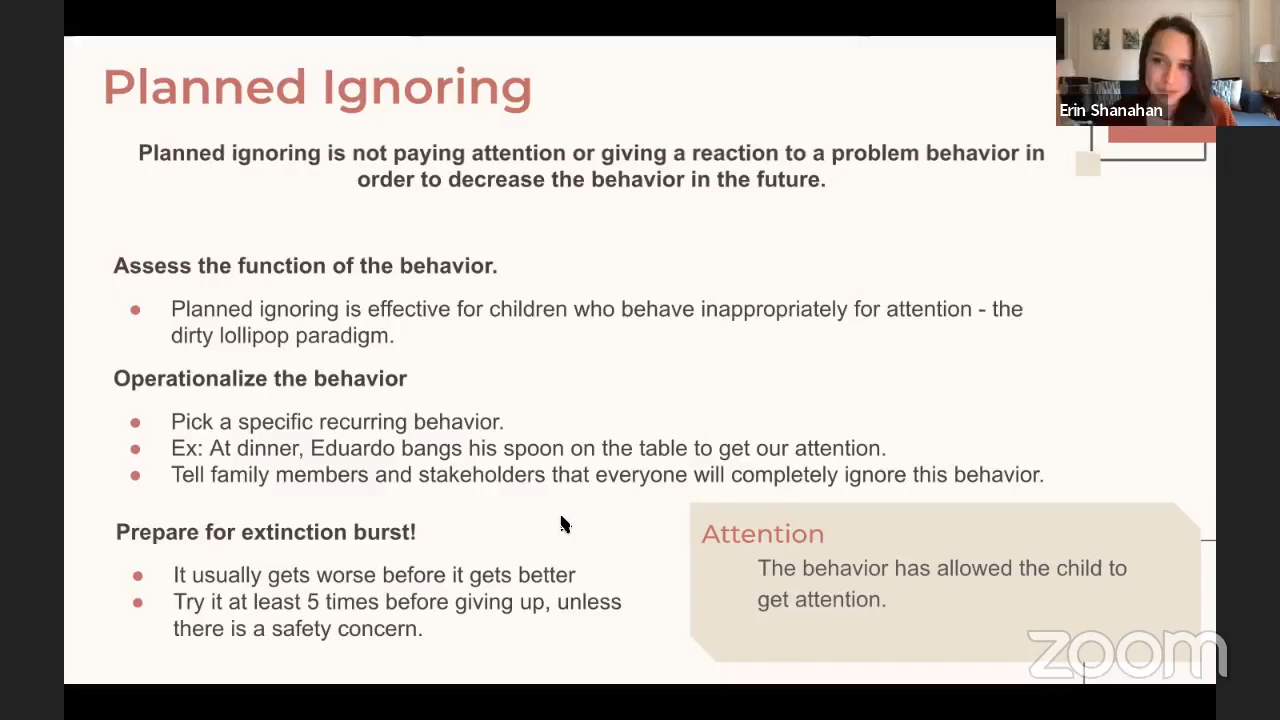 Planned Ignoring
Erin Shanahan
Planned ignoring is not paying attention or giving a reaction to a problem behavior in
order to decrease the behavior in the future.
Assess the function of the behavior.
● Planned ignoring is effective for children who behave inappropriately for attention - the
dirty lollipop paradigm.
Operationalize the behavior
● Pick a specific recurring behavior.
● Ex: At dinner, Eduardo bangs his spoon on the table to get our attention.
● Tell family members and stakeholders that everyone will completely ignore this behavior.
Prepare for extinction burst!
● It usually gets worse before it gets better
● Try it at least 5 times before giving up, unless
there is a safety concern.
Attention
The behavior has allowed the child to
get attention.
zoom